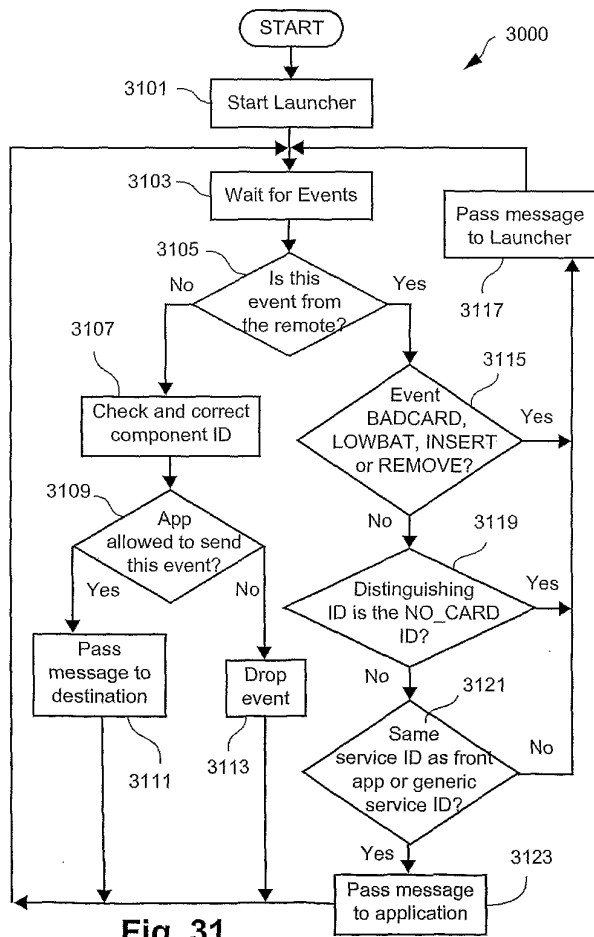 START
3000
3101
Start Launcher
3103
Wait for Events
Pass message
to Launcher
3117
3105
Is this
event from
the remote?
No
Yes
3107
Check and correct
component ID
3115
Event
BADCARD,
LOWBAT, INSERT
or REMOVE?
Yes
No
3109
App
allowed to send
this event?
Yes
No
3119
Distinguishing
ID is the NO_CARD
ID?
Yes
No
Pass
message to
destination
3111
Drop
event
3113
3121
Same
service ID as front
app or generic
service ID?
No
Yes
3123
Pass message
to application
Fig. 31